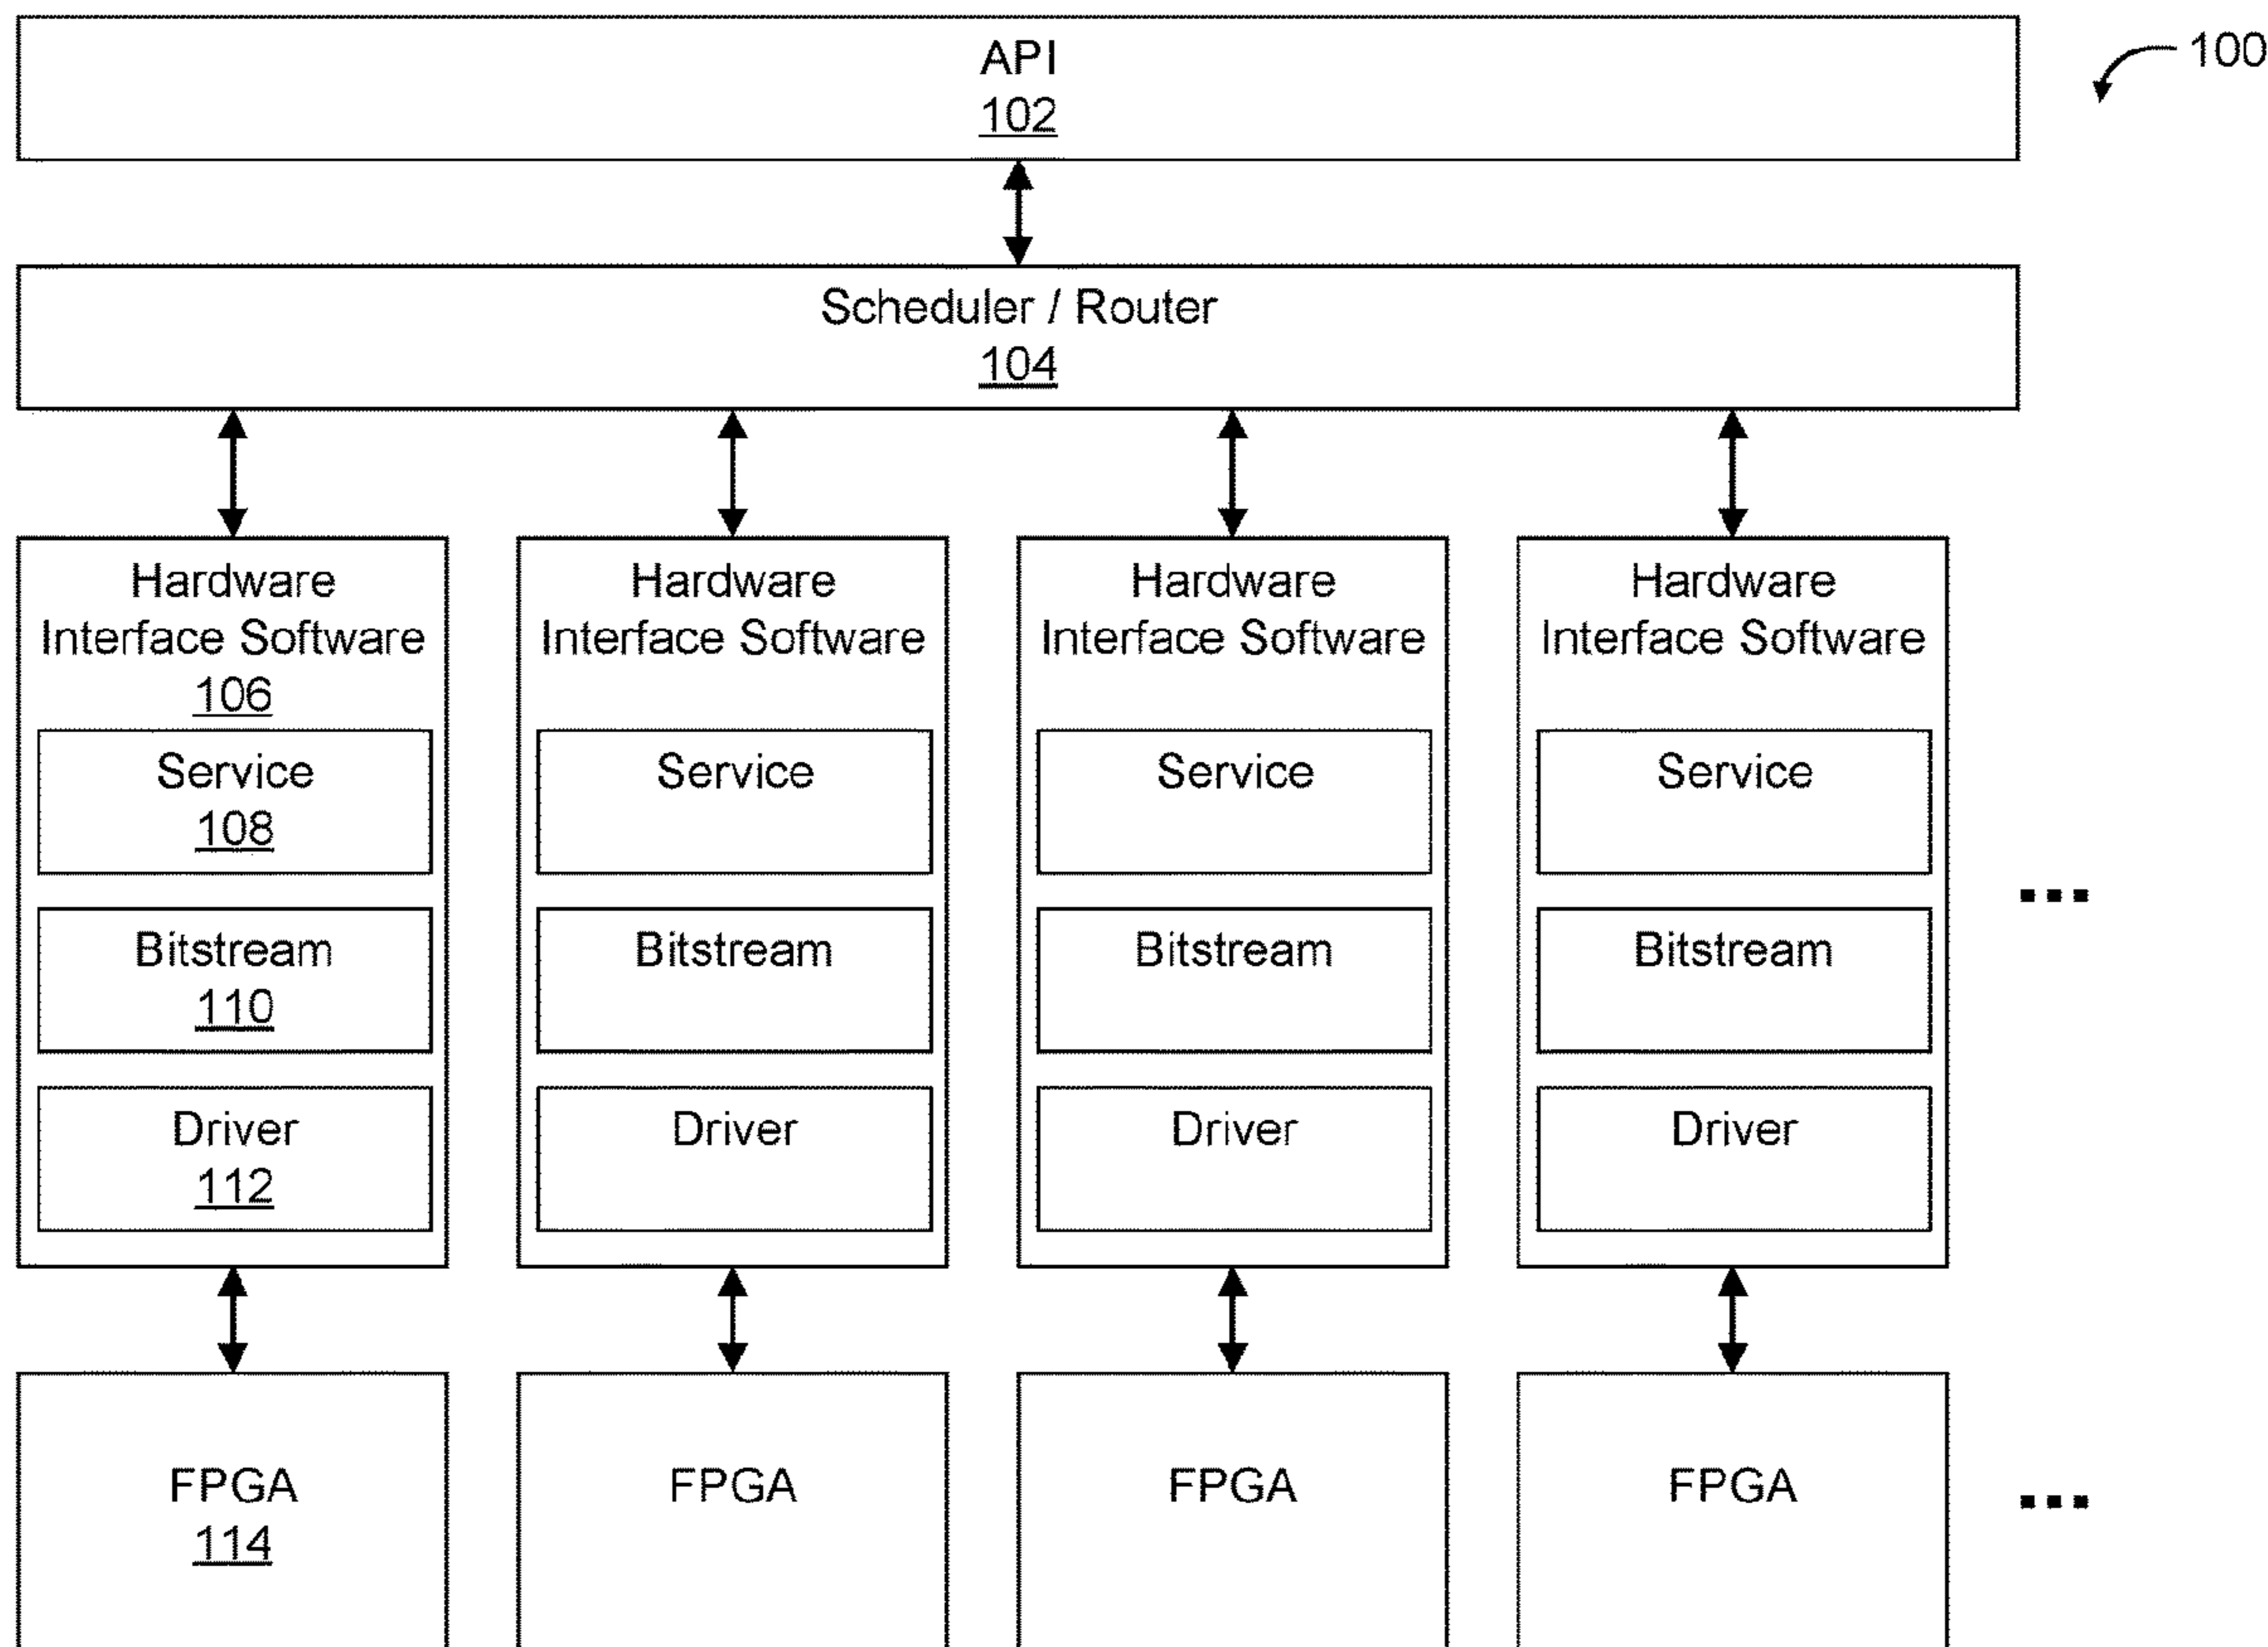 API
102
100
Scheduler / Router
104
Hardware
Interface Software
106
Service
108
Bitstream
110
Driver
112
Hardware
Interface Software
Service
Bitstream
Driver
Hardware
Interface Software
Service
Bitstream
Driver
Hardware
Interface Software
Service
Bitstream
Driver
...
FPGA
114
FPGA
FPGA
FPGA
...